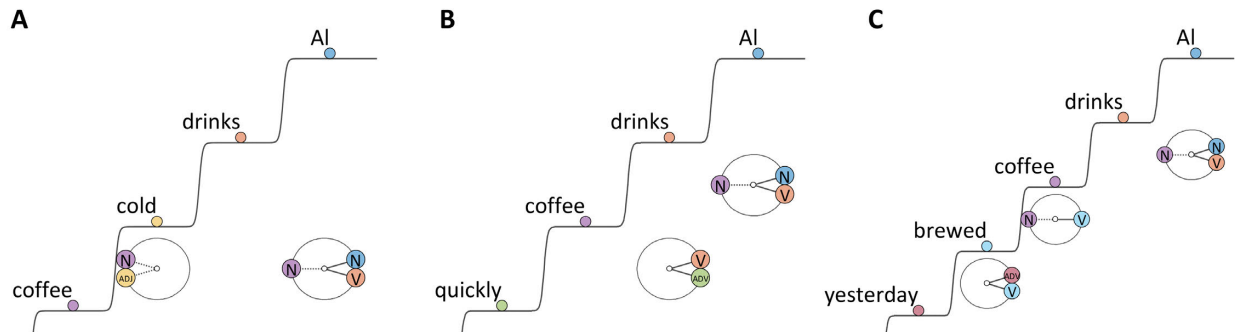 A
Al
drinks
cold
N
ADJ
N
N
V
coffee
B
Al
drinks
coffee
N
N
V
V
ADV
quickly
C
Al
drinks
coffee
N
N
V
N
V
brewed
ADV
V
yesterday